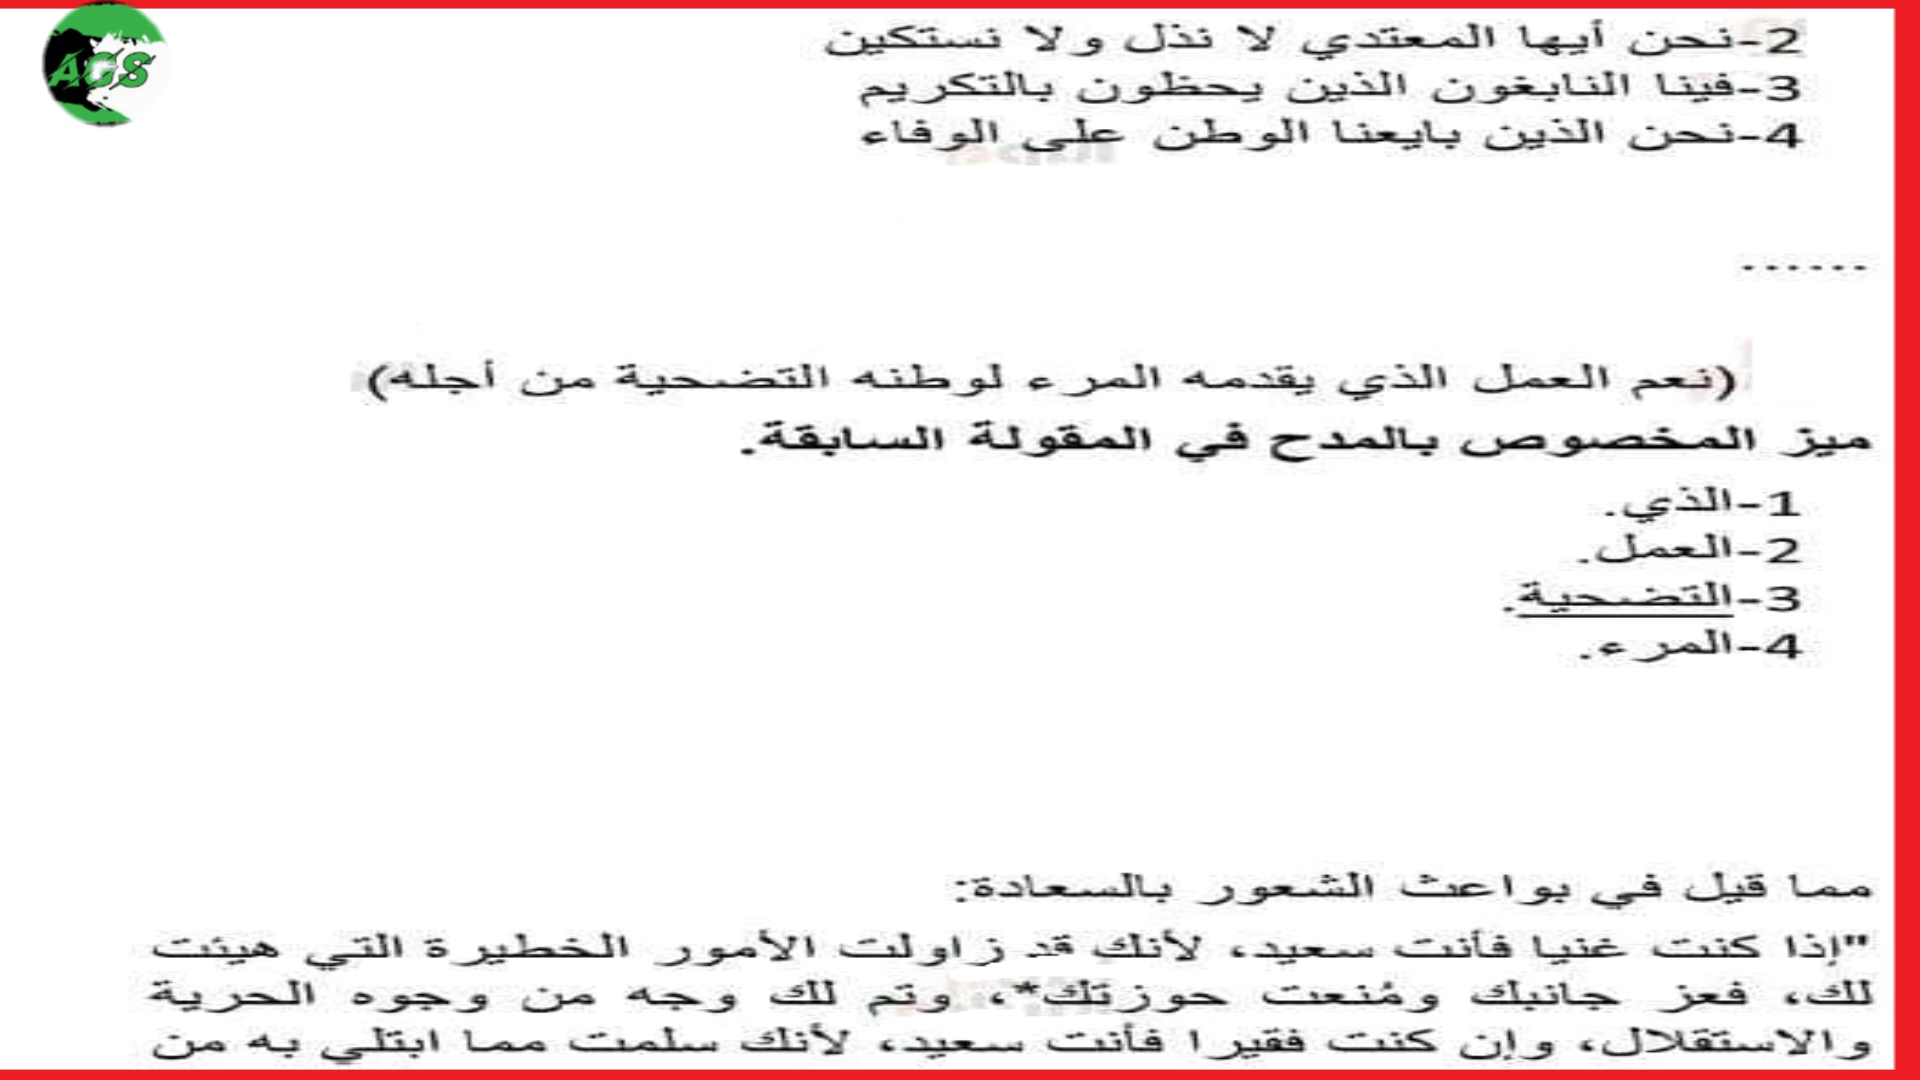 AGS
2-نحن أيها المعتدي لا نذل ولا نستكين
3-فينا النابغون الذين يحظون بالتكريم
4-نحن الذين بايعنا الوطن على الوفاء
......
(نعم العمل الذي يقدمه المرء لوطنه التضحية من أجله)
ميز المخصوص بالمدح في المقولة السابقة.
1-الذي.
2-العمل.
3-التضحية.
4-المرء.
مما قيل في بواعث الشعور بالسعادة:
"إذا كنت غنيا فأنت سعيد، لأنك قد زاولت الأمور الخطيرة التي هيئت
لك، فعز جانبك ومُنعت حوزتك*، وتم لك وجه من وجوه الحرية
والاستقلال، وإن كنت فقيرا فأنت سعيد، لأنك سلمت مما ابتلي به من